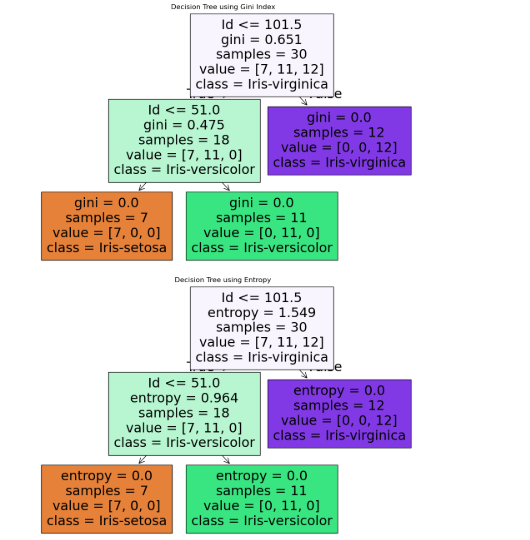 Decision Tree using Gini Index
Id <= 101.5
gini = 0.651
samples = 30
value = [7, 11, 12]
class = Iris-virginica
Id <= 51.0
gini = 0.475
samples = 18
value = [7, 11, 0]
class = Iris-versicolor
gini = 0.0
samples = 12
value = [0, 0, 12]
class = Iris-virginica
gini = 0.0
samples = 7
value = [7, 0, 0]
class = Iris-setosa
gini = 0.0
samples = 11
value = [0, 11, 0]
class = Iris-versicolor
Decision Tree using Entropy
Id <= 101.5
entropy = 1.549
samples = 30
value = [7, 11, 12]
class = Iris-virginica
Id <= 51.0
entropy = 0.964
samples = 18
value = [7, 11, 0]
class = Iris-versicolor
entropy = 0.0
samples = 12
value = [0, 0, 12]
class = Iris-virginica
entropy = 0.0
samples = 7
value = [7, 0, 0]
class = Iris-setosa
entropy = 0.0
samples = 11
value = [0, 11, 0]
class = Iris-versicolor